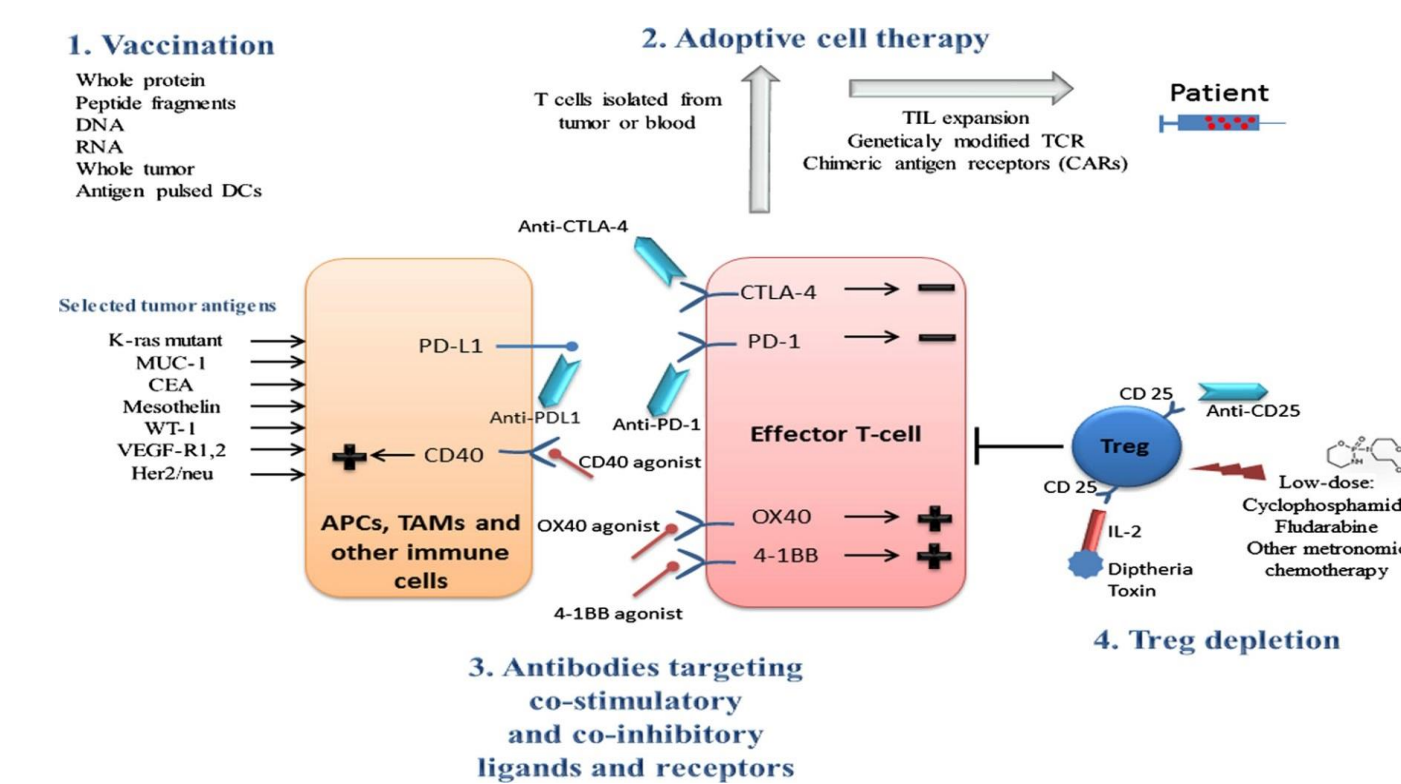 1. Vaccination
Whole protein
Peptide fragments
DNA
RNA
Whole tumor
Antigen pulsed DCs
2. Adoptive cell therapy
T cells isolated from
tumor or blood
TIL expansion
Geneticaly modified TCR
Chimeric antigen receptors (CARs)
Patient
Selected tumor antigens
K-ras mutant
MUC-1
CEA
Mesothelin
WT-1
VEGF-R1,2
Her2/neu
PD-L1
Anti-PDL1
CD40
CD40 agonist
APCs, TAMs and
other immune
cells
Anti-CTLA-4
CTLA-4
PD-1
Anti-PD-1
Effector T-cell
OX40 agonist
OX40
4-1BB
4-1BB agonist
3. Antibodies targeting
co-stimulatory
and co-inhibitory
ligands and receptors
CD 25
Anti-CD25
Treg
CD 25
IL-2
Diptheria
Toxin
Low-dose:
Cyclophosphamid
Fludarabine
Other metronomic
chemotherapy
4. Treg depletion